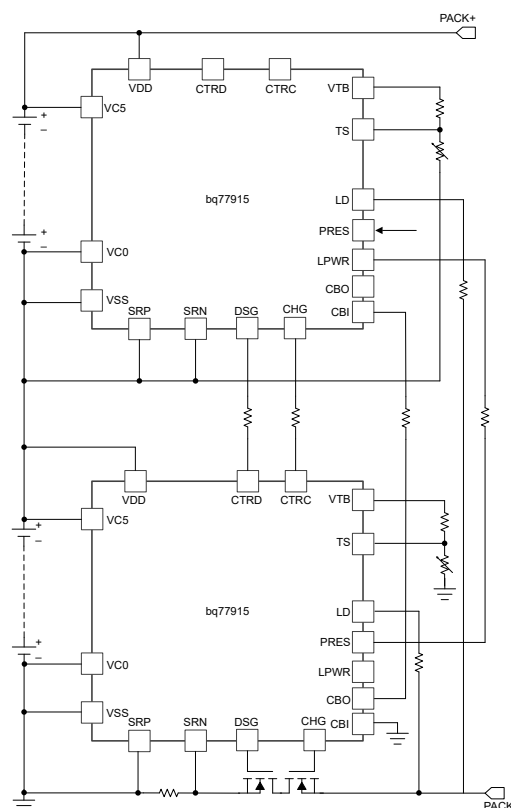 PACK+
VDD
CTRD
CTRC
VTB
VC5
TS
+
–
bq77915
LD
PRES
+
–
VC0
LPWR
CBO
VSS
SRP
SRN
DSG
CHG
CBI
VDD
CTRD
CTRC
VTB
VC5
+
–
TS
bq77915
LD
PRES
+
–
VC0
LPWR
CBO
VSS
SRP
SRN
DSG
CHG
CBI
PACK